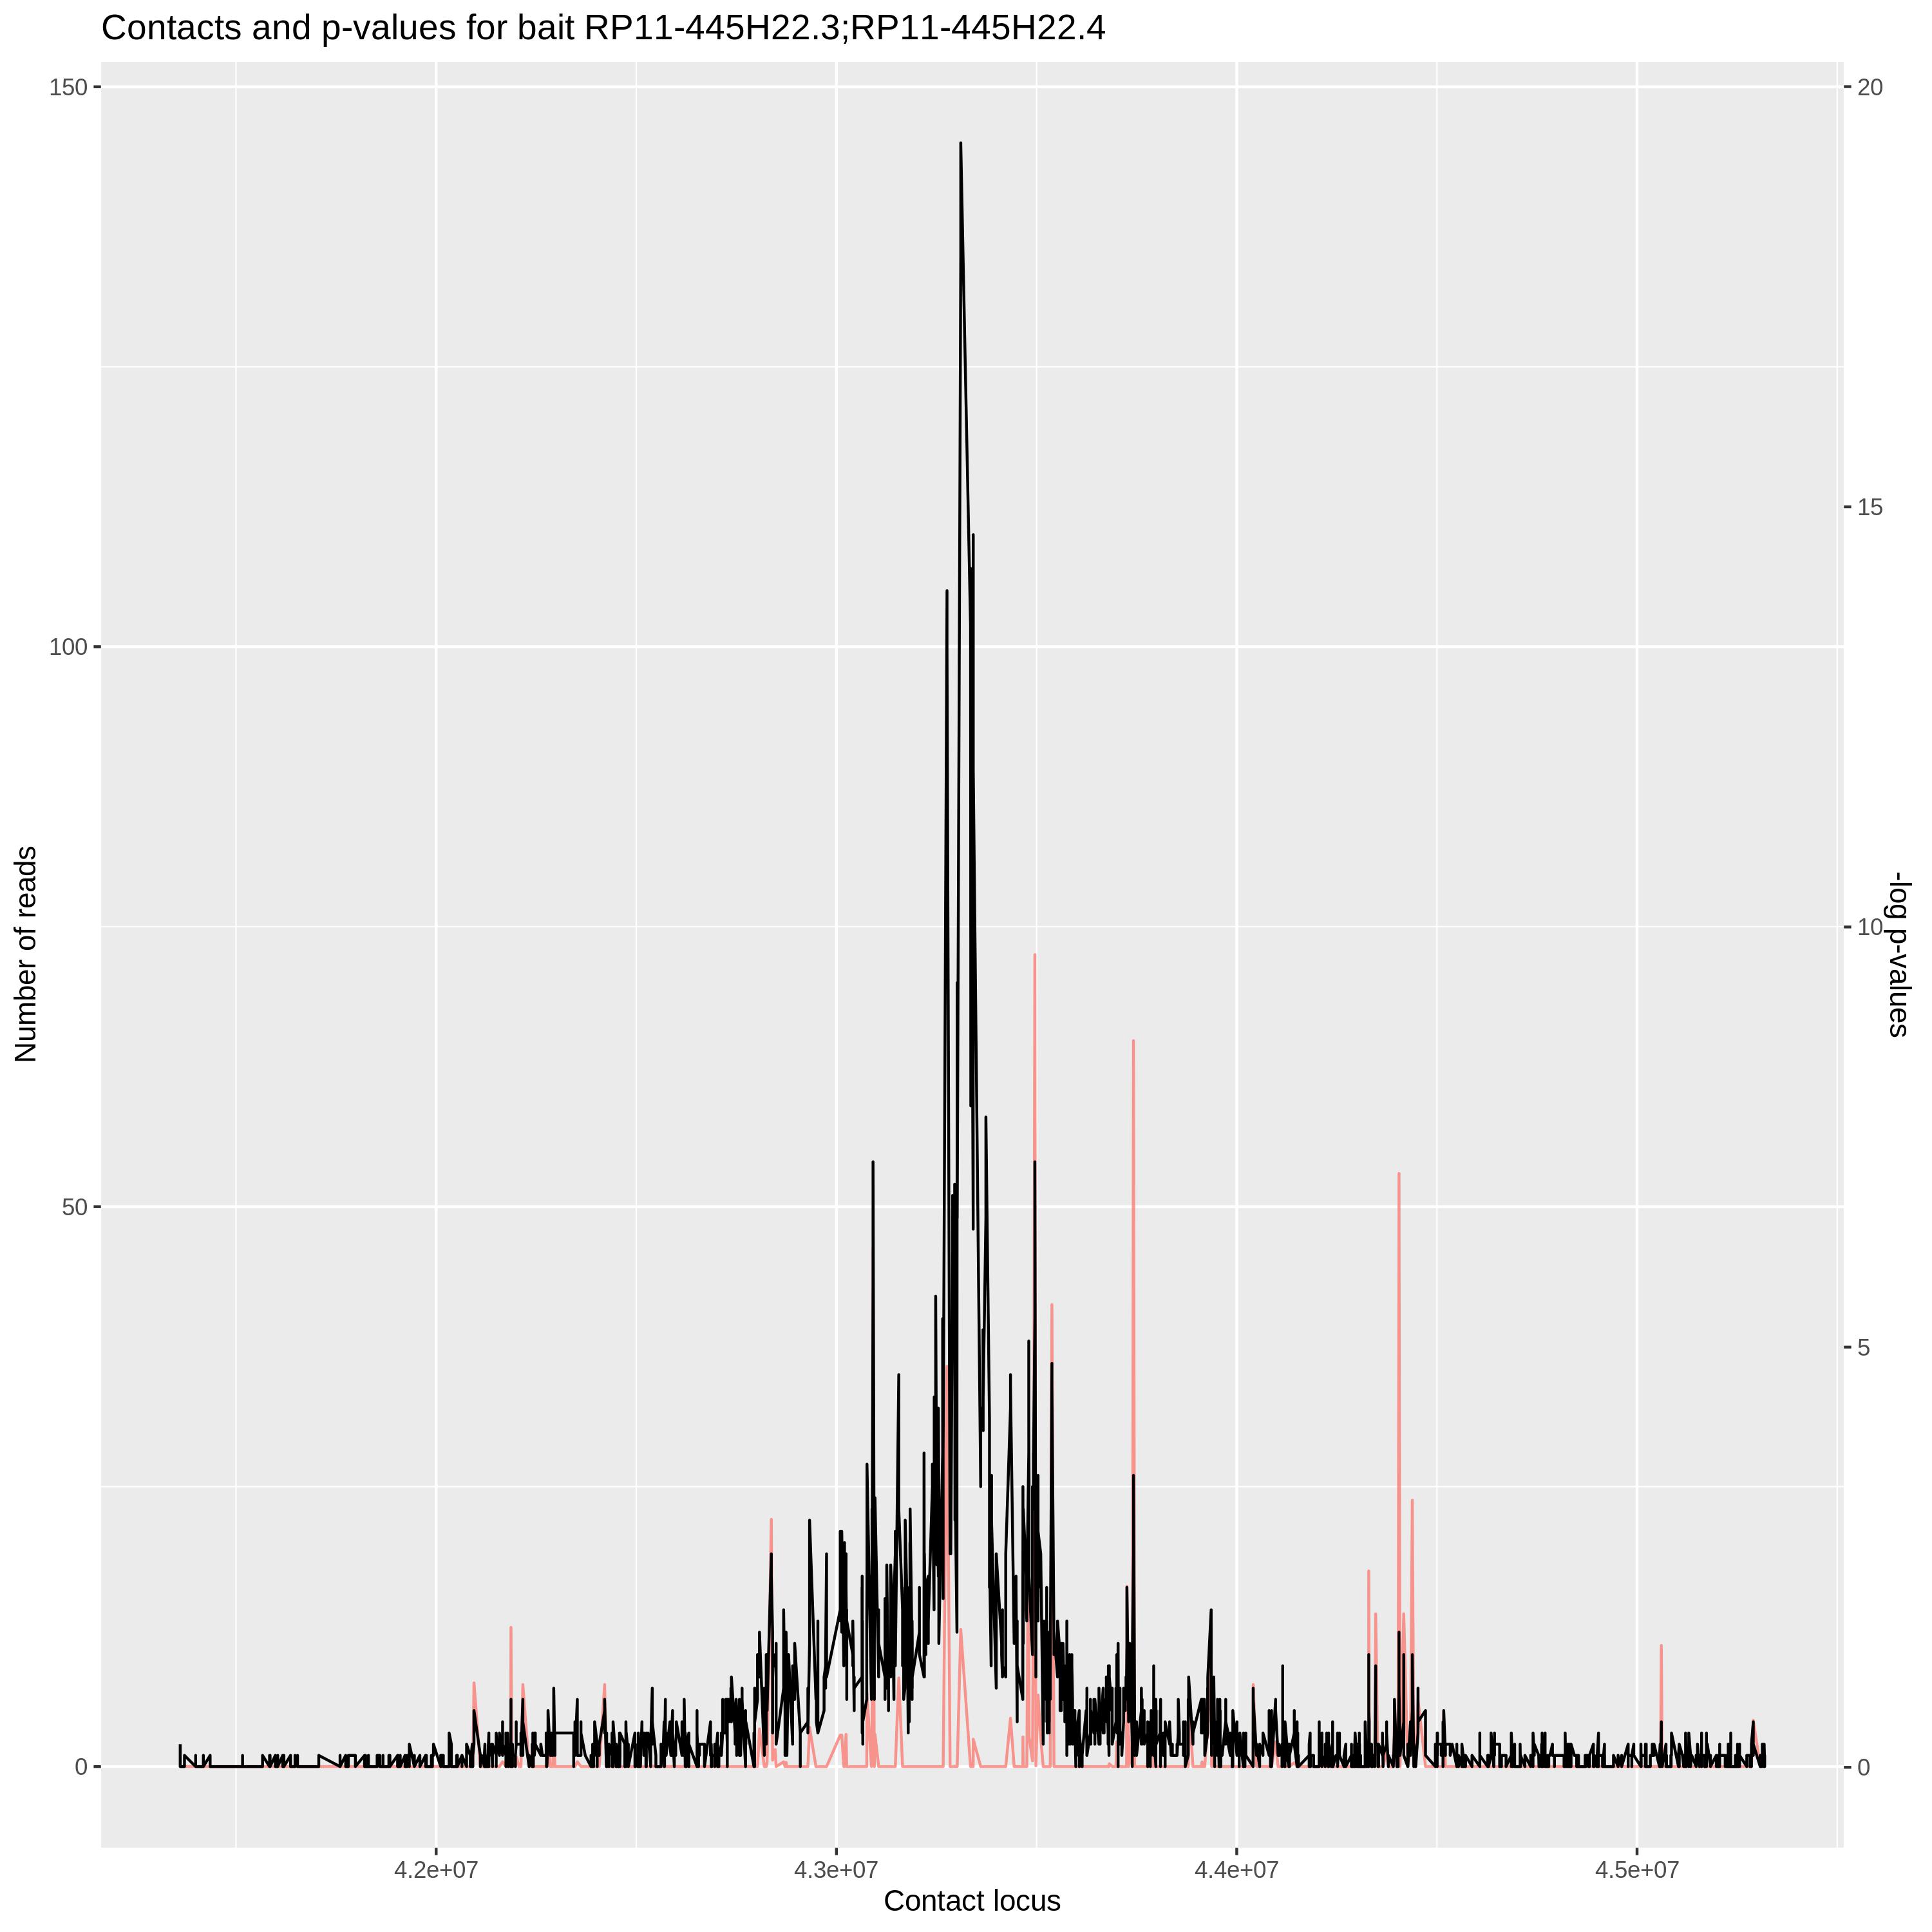 Contacts and p-values for bait RP11-445H22.3;RP11-445H22.4
150
100
50
0
Number of reads
20
15
10
5
0
-log p-values
4.2e+07
4.3e+07
4.4e+07
4.5e+07
Contact locus